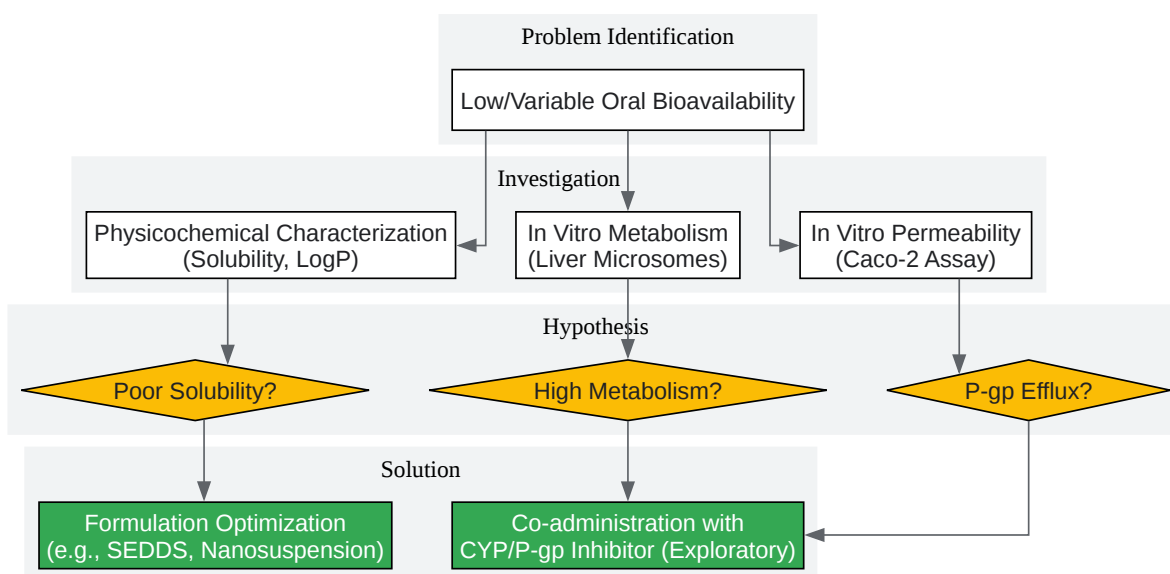 Problem Identification
Low/Variable Oral Bioavailability
Investigation
Physicochemical Characterization
(Solubility, LogP)
In Vitro Metabolism
(Liver Microsomes)
In Vitro Permeability
(Caco-2 Assay)
Hypothesis
Poor Solubility?
High Metabolism?
P-gp Efflux?
Solution
Formulation Optimization
(e.g., SEDDS, Nanosuspension)
Co-administration with
CYP/P-gp Inhibitor (Exploratory)